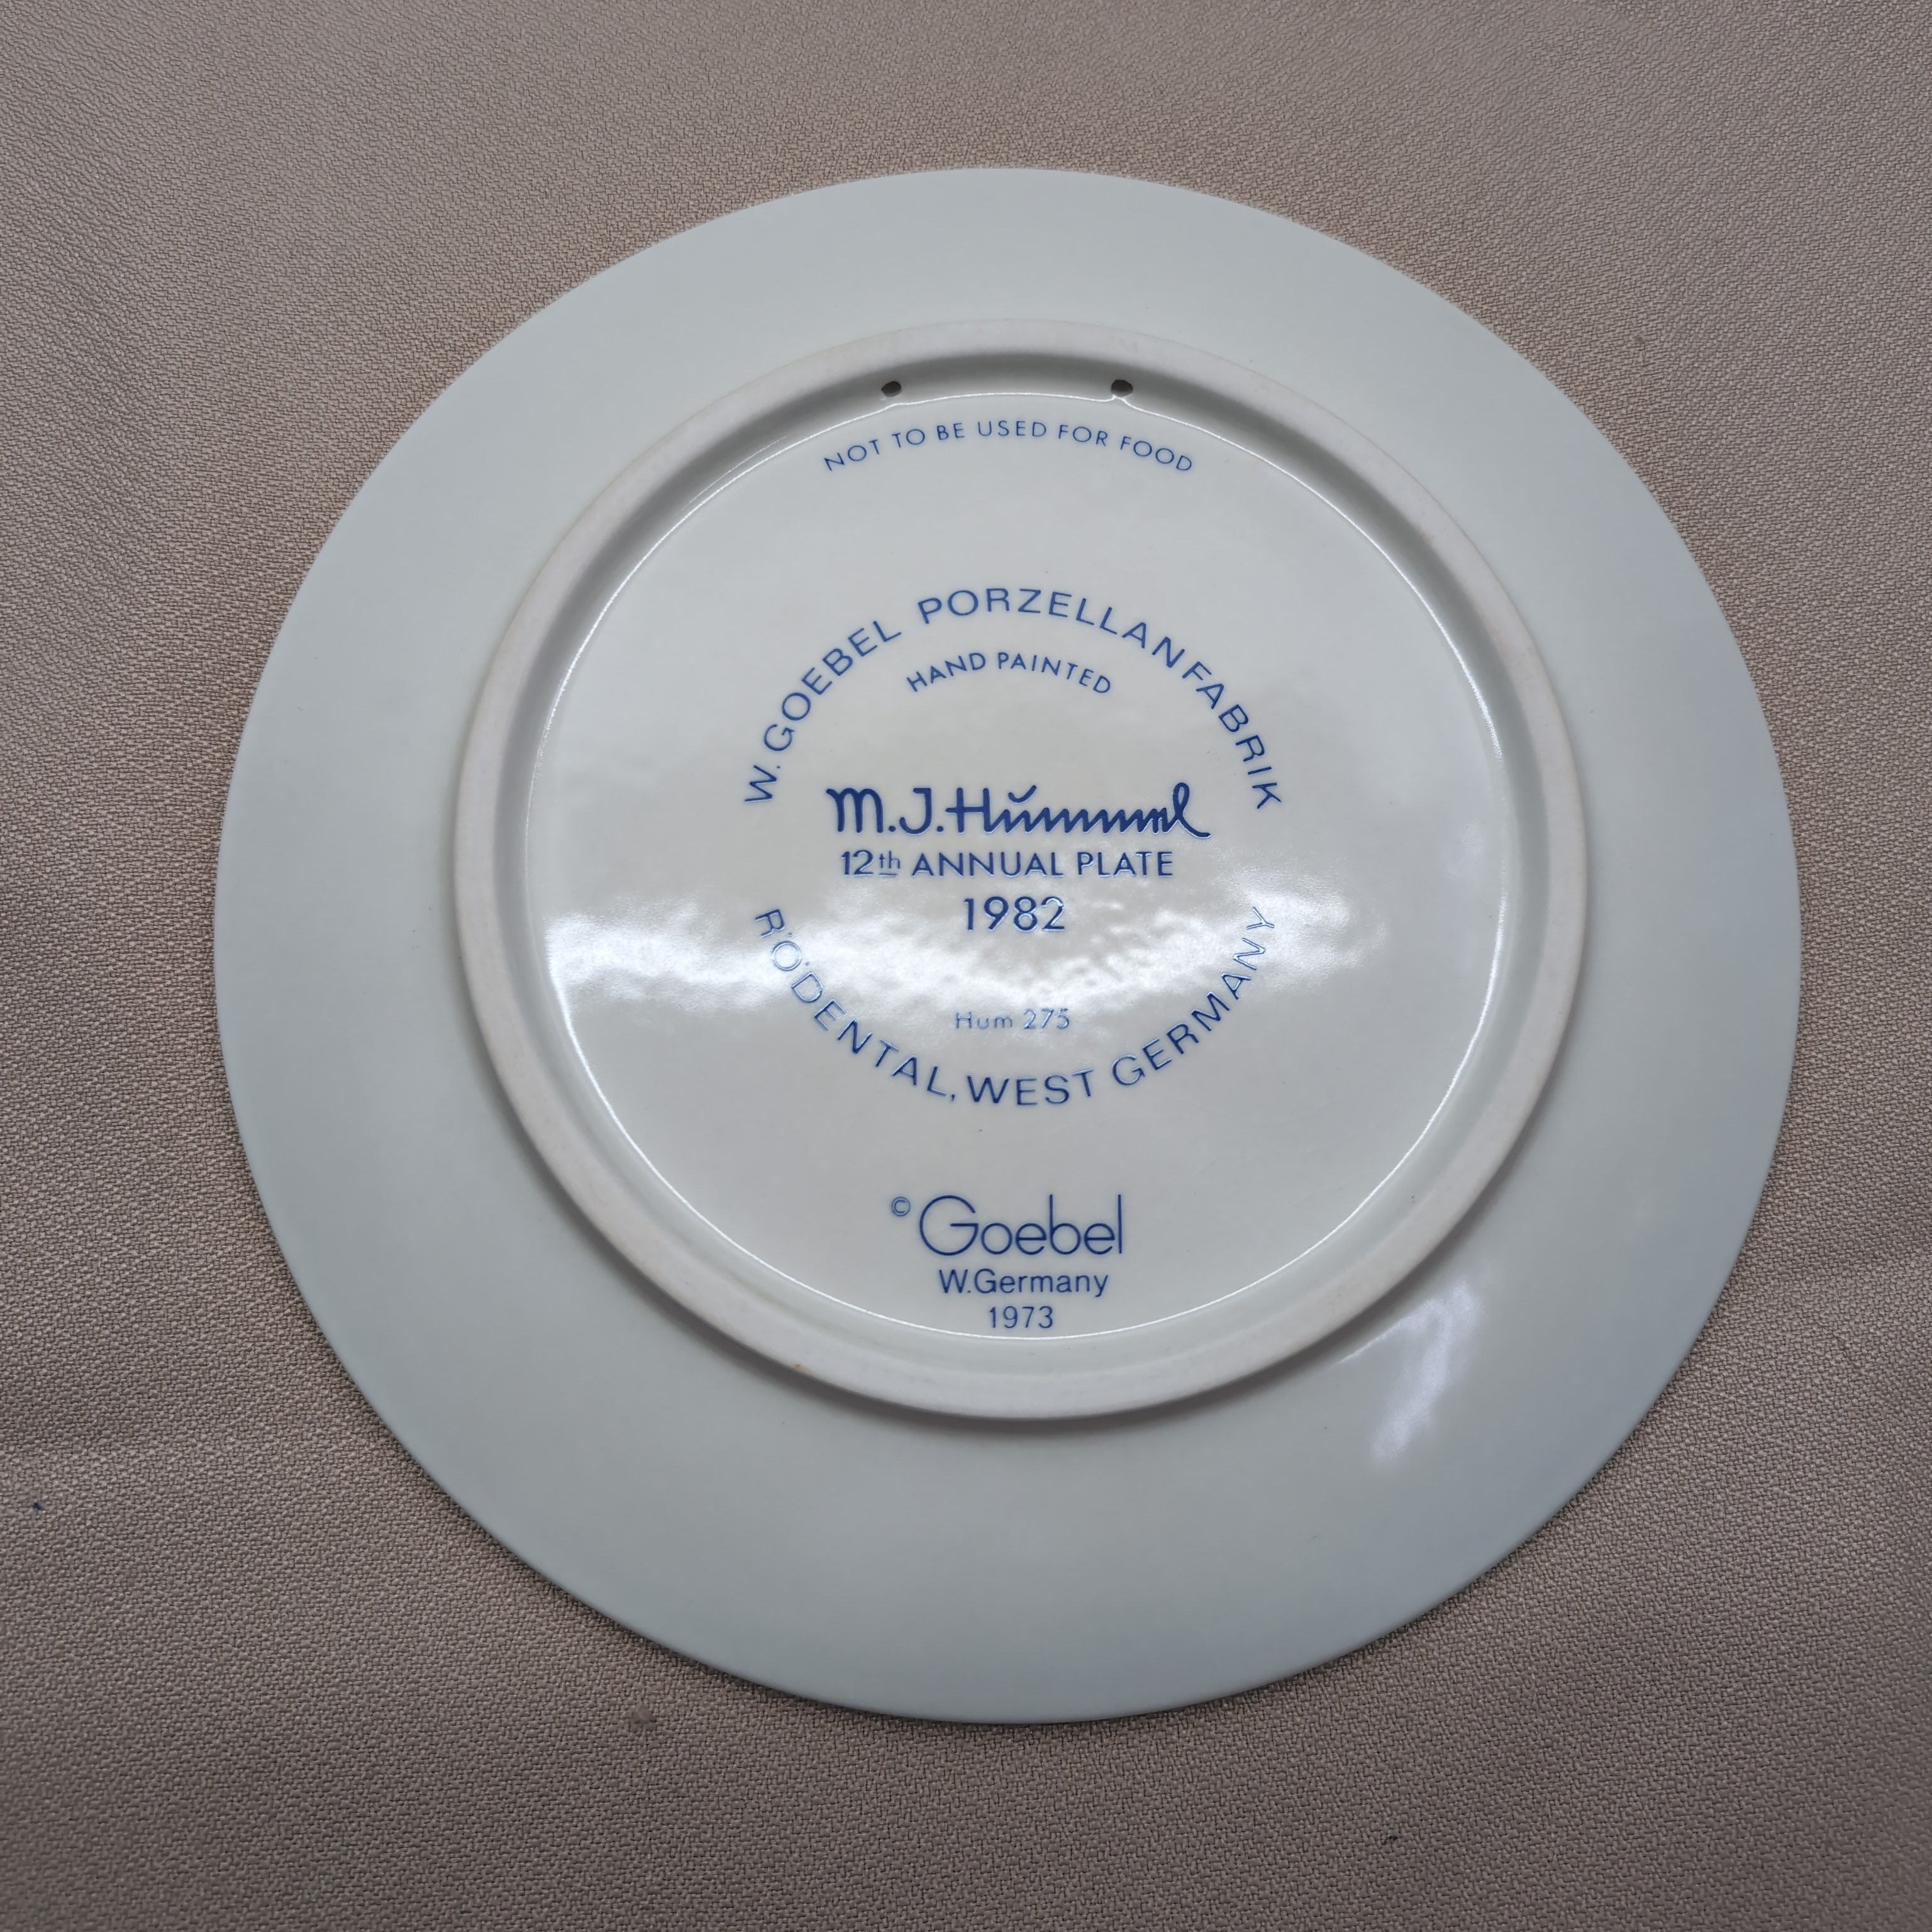 NOT TO BE USED FOR FOOD
W. GOEBEL PORZELLANFABRIK
HAND PAINTED
M.J.Hummel
12th ANNUAL PLATE
1982
Hum 275
RÖDENTAL, WEST GERMANY
© Goebel
W.Germany
1973